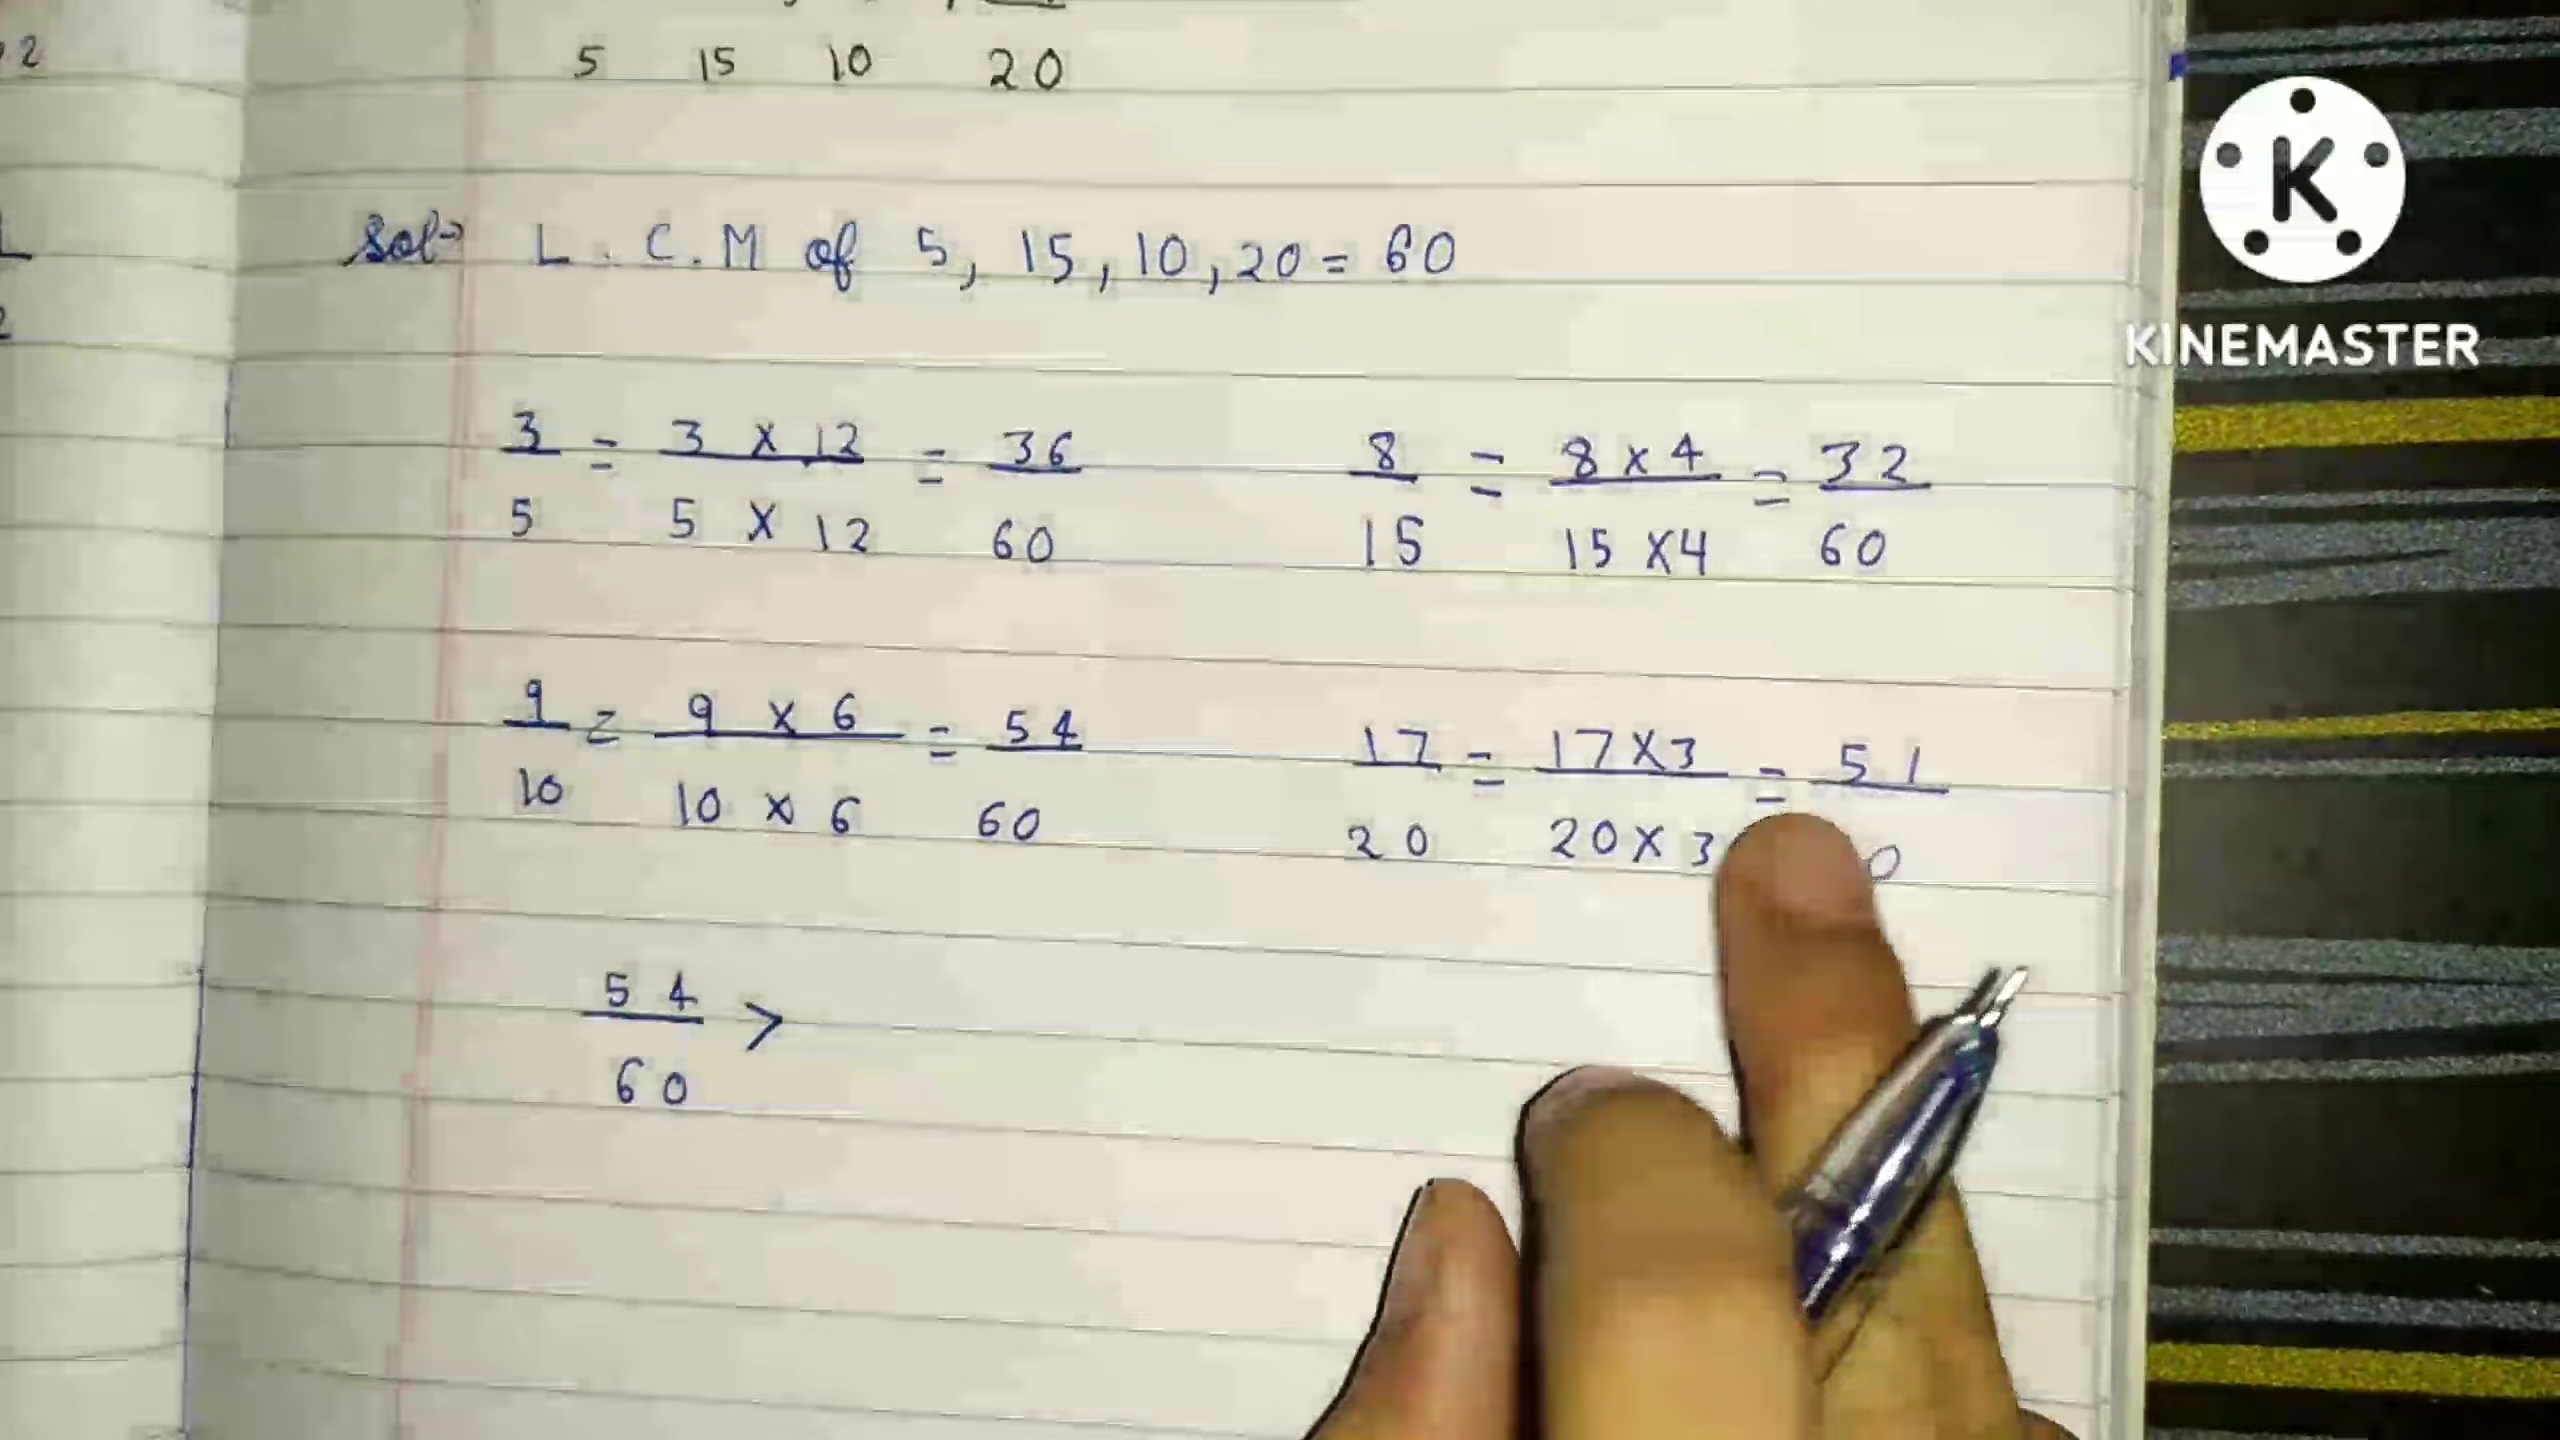 2
5 15 10 20
Sol→ L.C.M of 5, 15, 10, 20 = 60
3/5 = 3 x 12/5 x 12 = 36/60
8/15 = 8 x 4/15 x 4 = 32/60
9/10 = 9 x 6/10 x 6 = 54/60
17/20 = 17 x 3/20 x 3 = 51/ 0
54/60 >
K
KINEMASTER